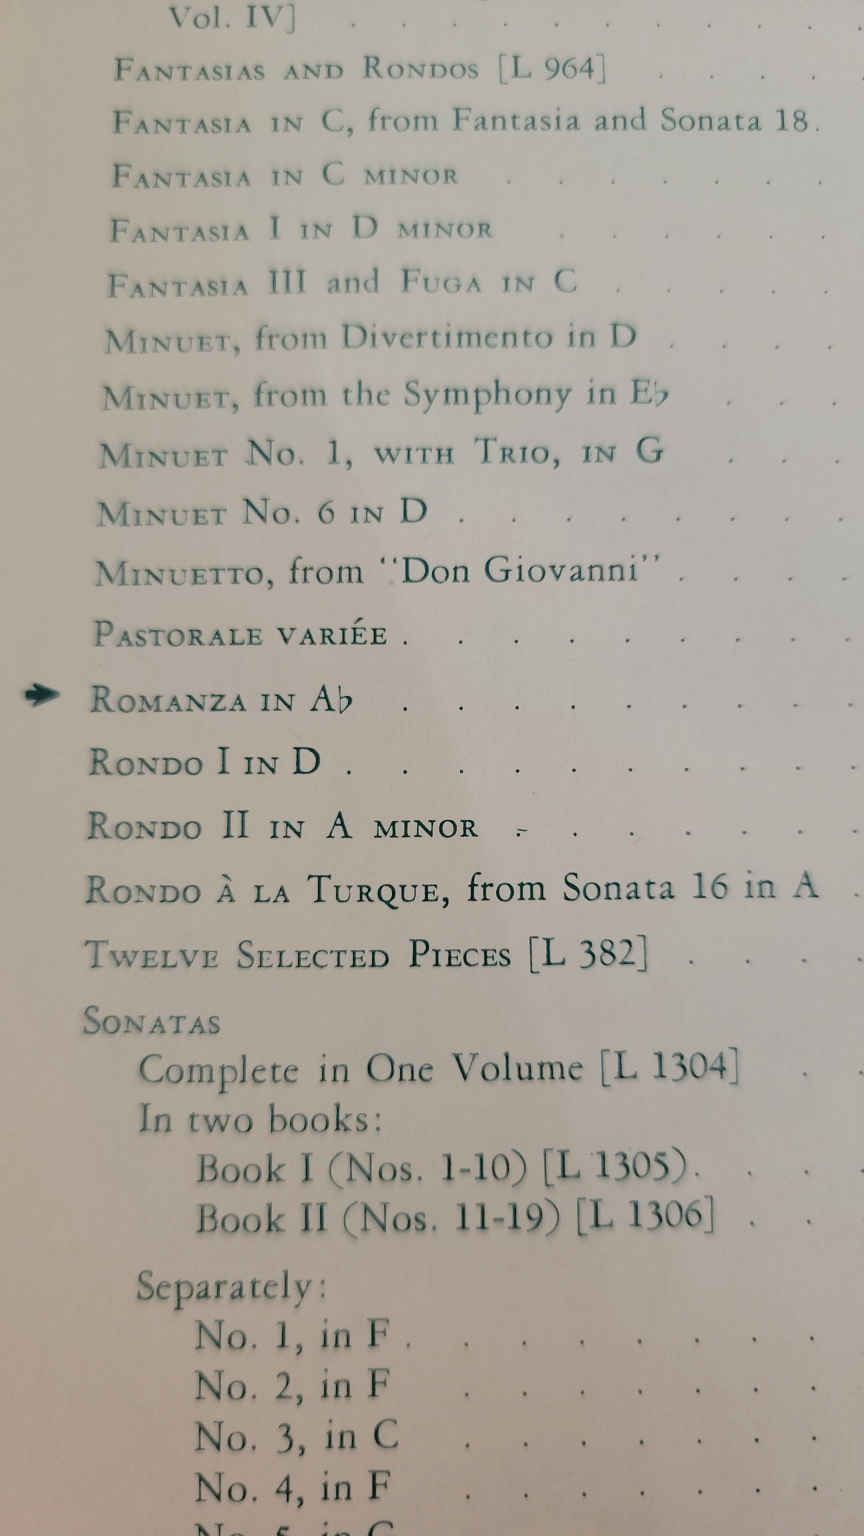 Vol. IV] . . . . . . . . . .
FANTASIAS AND RONDOS [L 964] . . . .
FANTASIA IN C, from Fantasia and Sonata 18 .
FANTASIA IN C MINOR . . . . . . .
FANTASIA I IN D MINOR . . . . . .
FANTASIA III and FUGA IN C . . . . .
MINUET, from Divertimento in D . . . .
MINUET, from the Symphony in E♭ . . .
MINUET No. 1, WITH TRIO, IN G . . .
MINUET No. 6 IN D . . . . . . . .
MINUETTO, from "Don Giovanni" . . . .
PASTORALE VARIÉE . . . . . . . . .
➔ ROMANZA IN A♭ . . . . . . . . .
RONDO I IN D . . . . . . . . . .
RONDO II IN A MINOR . . . . . . .
RONDO À LA TURQUE, from Sonata 16 in A .
TWELVE SELECTED PIECES [L 382] . . . .
SONATAS
Complete in One Volume [L 1304] . .
In two books:
Book I (Nos. 1-10) [L 1305) . . . .
Book II (Nos. 11-19) [L 1306] . .
Separately:
No. 1, in F . . . . . . . .
No. 2, in F . . . . . . .
No. 3, in C . . . . . . .
No. 4, in F . . . . . . .
No. 5, in G